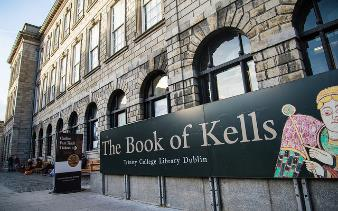 The Book of Kells
Trinity College Library Dublin